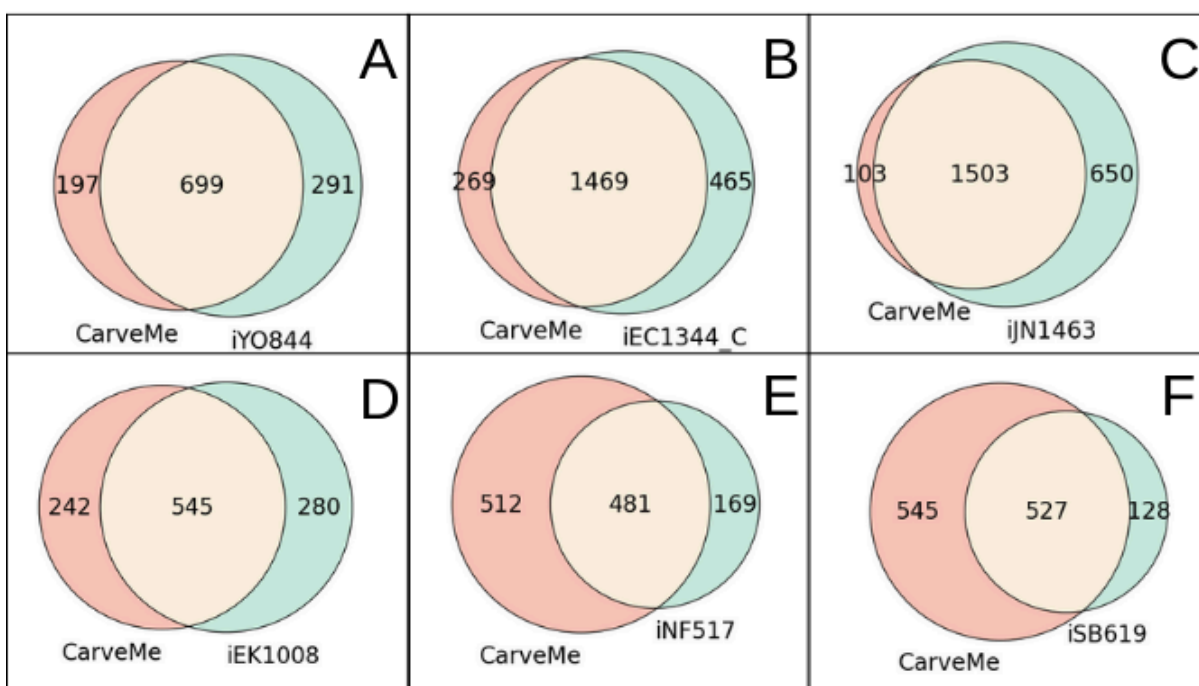 A
197 699 291
CarveMe iYO844
B
269 1469 465
CarveMe iEC1344_C
C
103 1503 650
CarveMe iJN1463
D
242 545 280
CarveMe iEK1008
E
512 481 169
CarveMe iNF517
F
545 527 128
CarveMe iSB619